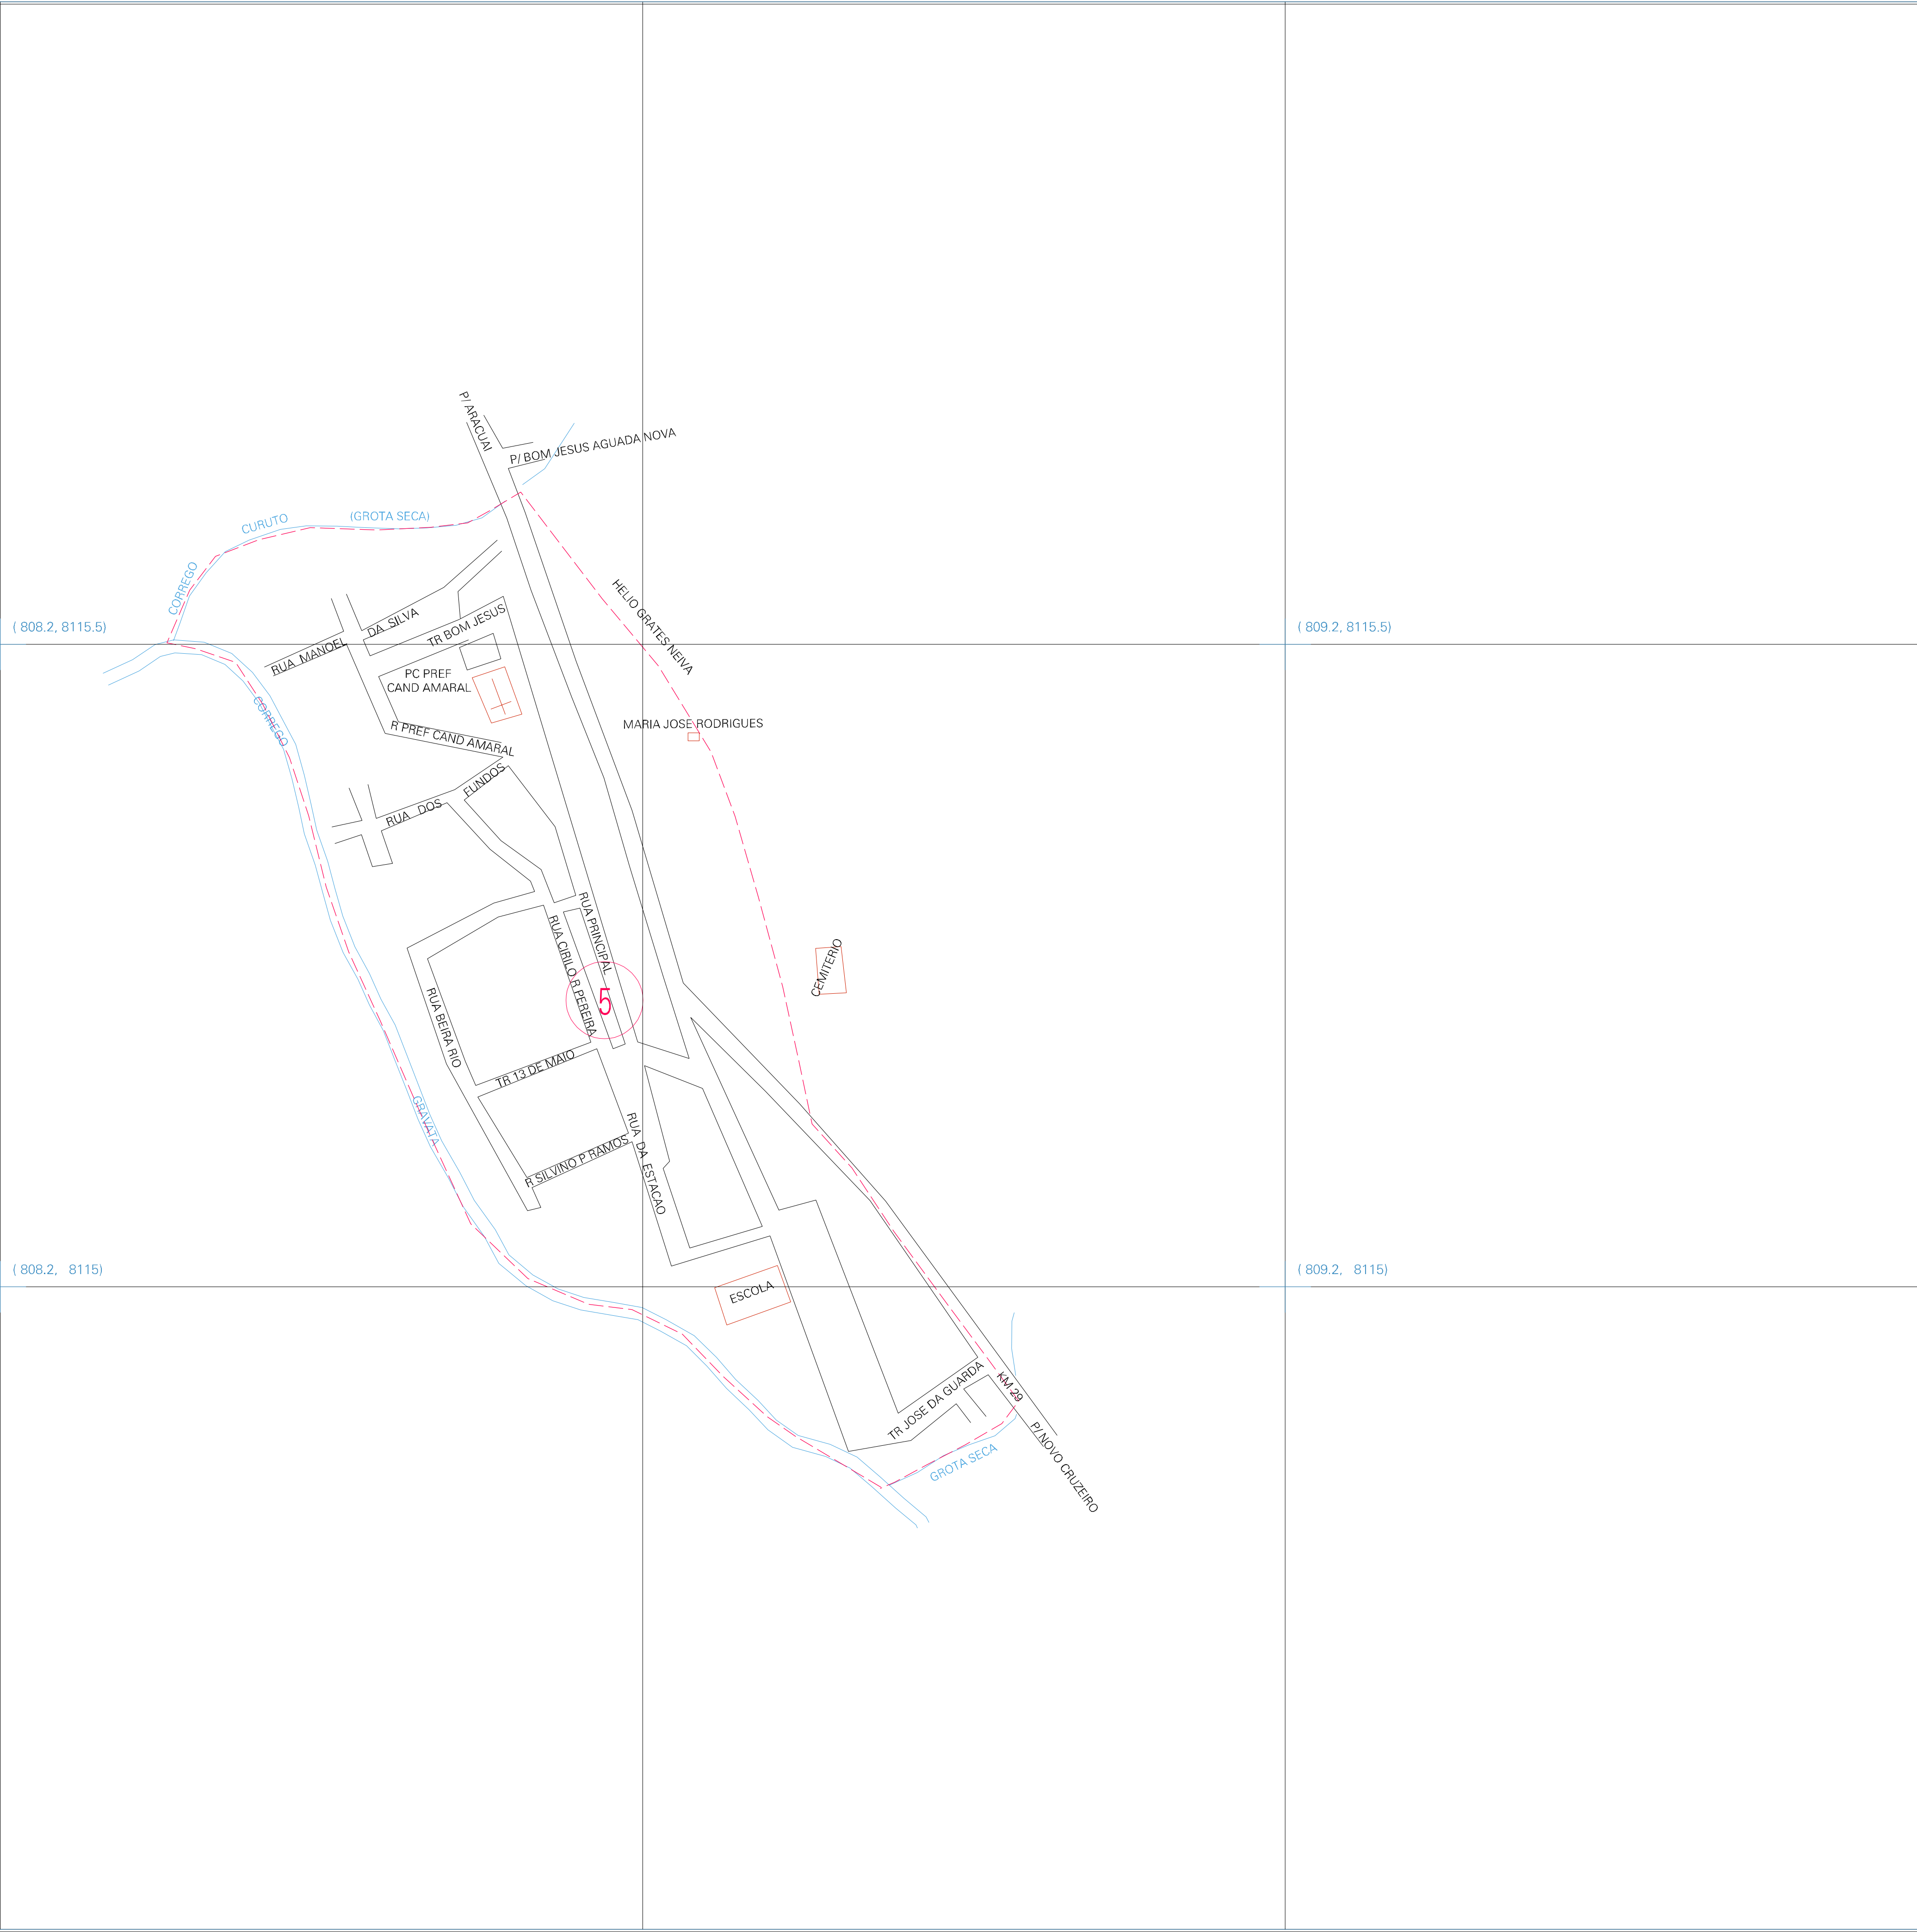 P/ ARACUAI
P/ BOM JESUS AGUADA NOVA
CURUTO
(GROTA SECA)
CORREGO
HELIO GRATES NEIVA
( 808.2, 8115.5)
( 809.2, 8115.5)
RUA MANOEL DA SILVA
TR BOM JESUS
PC PREF
CAND AMARAL
CORREGO
R PREF CAND AMARAL
MARIA JOSE RODRIGUES
RUA DOS FUNDOS
RUA PRINCIPAL
RUA CIRILO R PEREIRA
CEMITERIO
5
RUA BEIRA RIO
TR 13 DE MAIO
GRAVATA
RUA DA ESTACAO
R SILVINO P RAMOS
( 808.2, 8115)
( 809.2, 8115)
ESCOLA
TR JOSE DA GUARDA
KM 29
GROTA SECA
P/ NOVO CRUZEIRO